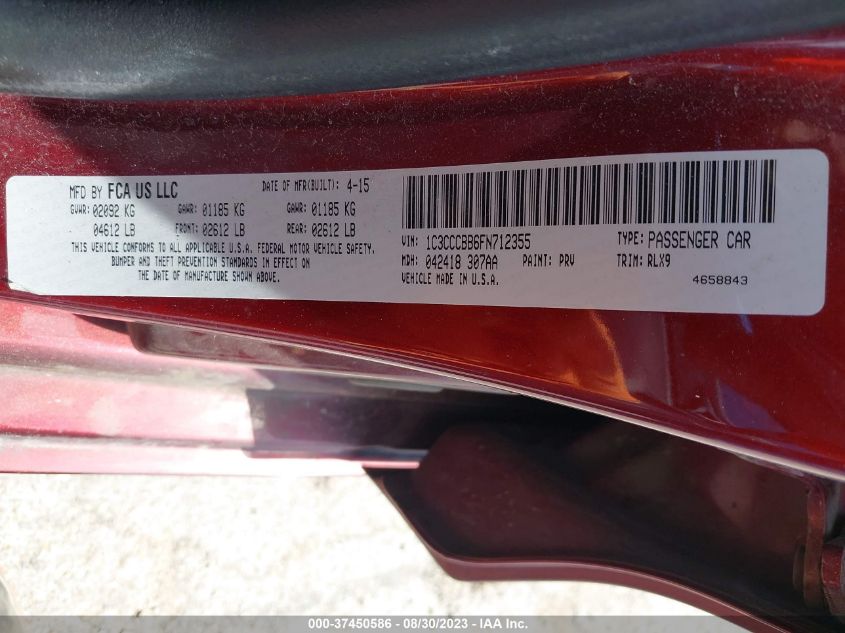 MFD BY FCA US LLC DATE OF MFR(BUILT): 4-15
GVWR: 02092 KG GAWR: 01185 KG GAWR: 01185 KG
04612 LB FRONT: 02612 LB REAR: 02612 LB
THIS VEHICLE CONFORMS TO ALL APPLICABLE U.S.A. FEDERAL MOTOR VEHICLE SAFETY,
BUMPER AND THEFT PREVENTION STANDARDS IN EFFECT ON
THE DATE OF MANUFACTURE SHOWN ABOVE.
VIN: 1C3CCCBB6FN712355 TYPE: PASSENGER CAR
MDH: 042418 307AA PAINT: PRV TRIM: RLX9
VEHICLE MADE IN U.S.A. 4658843
000-37450586 - 08/30/2023 - IAA Inc.